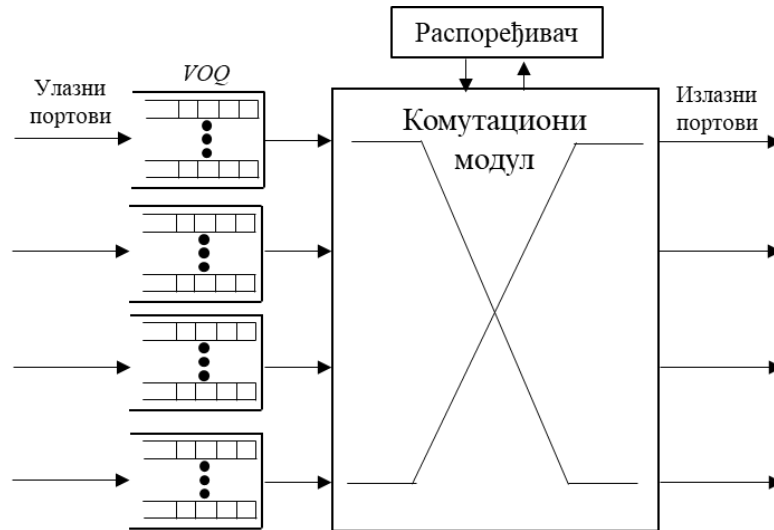 Распоређивач
VOQ
Улазни
портови
Комутациони
модул
Излазни
портови